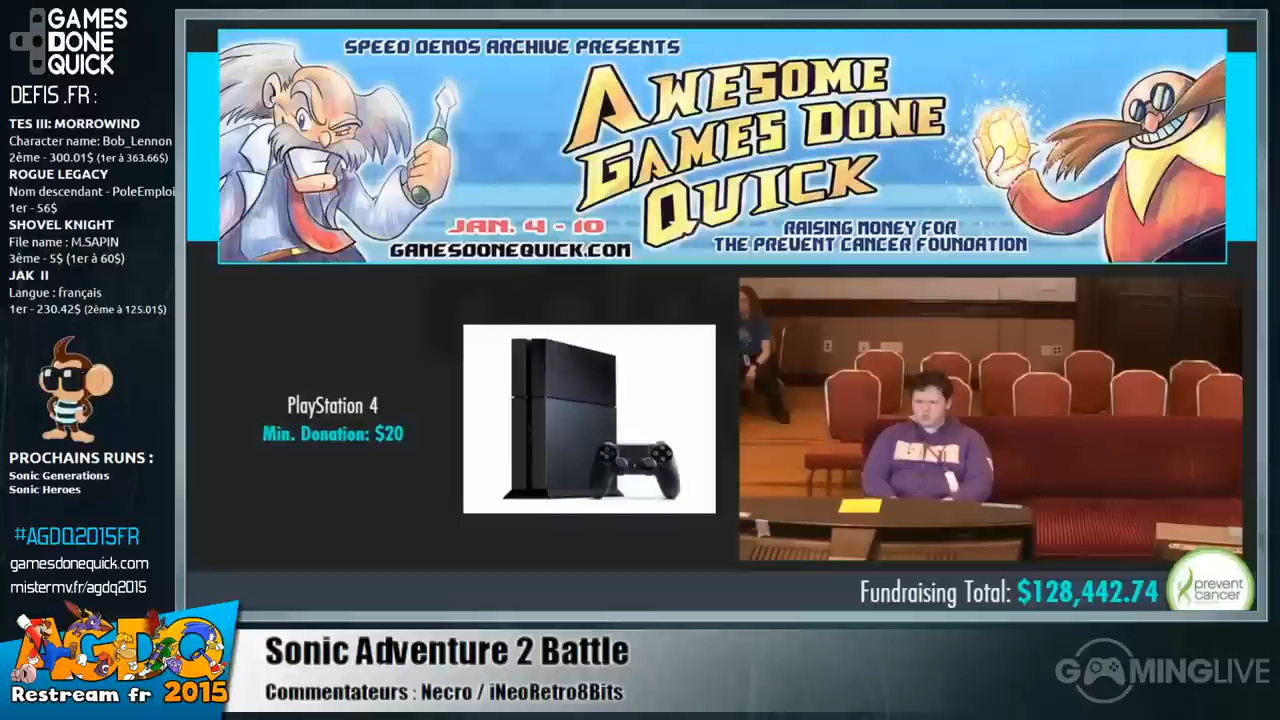 GAMES
DONE
QUICK
DEFIS .FR :
TES III: MORROWIND
Character name: Bob_Lennon
2ème - 300.01$ (1er à 363.66$)
ROGUE LEGACY
Nom descendant - PoleEmploi
1er - 56$
SHOVEL KNIGHT
File name : M.SAPIN
3ème - 5$ (1er à 60$)
JAK II
Langue : français
1er - 230.42$ (2ème à 125.01$)
PROCHAINS RUNS :
Sonic Generations
Sonic Heroes
#AGDQ2015FR
gamesdonequick.com
mistermv.fr/agdq2015
AGDQ
Restream fr 2015
SPEED DEMOS ARCHIVE PRESENTS
AWESOME
GAMES DONE
QUICK
JAN. 4 - 10
GAMESDONEQUICK.COM
RAISING MONEY FOR
THE PREVENT CANCER FOUNDATION
PlayStation 4
Min. Donation: $20
Fundraising Total: $128,442.74
prevent
cancer
Sonic Adventure 2 Battle
Commentateurs : Necro / iNeoRetro8Bits
GAMINGLIVE